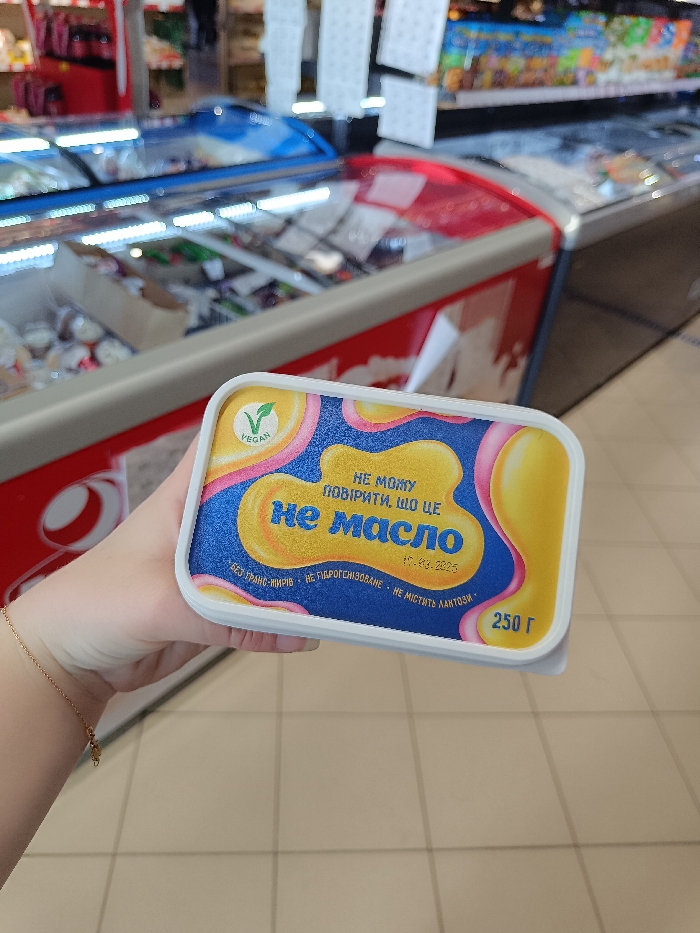 VEGAN
НЕ МОЖУ
ПОВІРИТИ, ЩО ЦЕ
не масло
БЕЗ ТРАНС-ЖИРІВ • НЕ ГІДРОГЕНІЗОВАНЕ • НЕ МІСТИТЬ ЛАКТОЗИ
250 Г